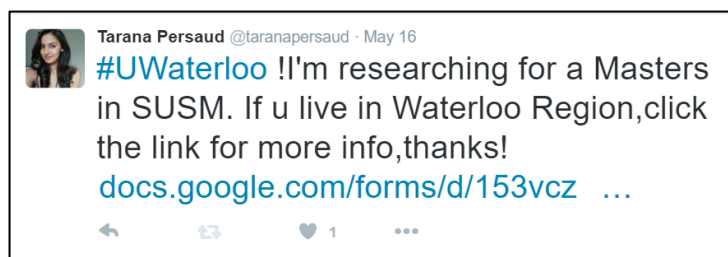 Tarana Persaud @taranapersaud · May 16
#UWaterloo !I'm researching for a Masters
in SUSM. If u live in Waterloo Region,click
the link for more info,thanks!
docs.google.com/forms/d/153vcz ...
1